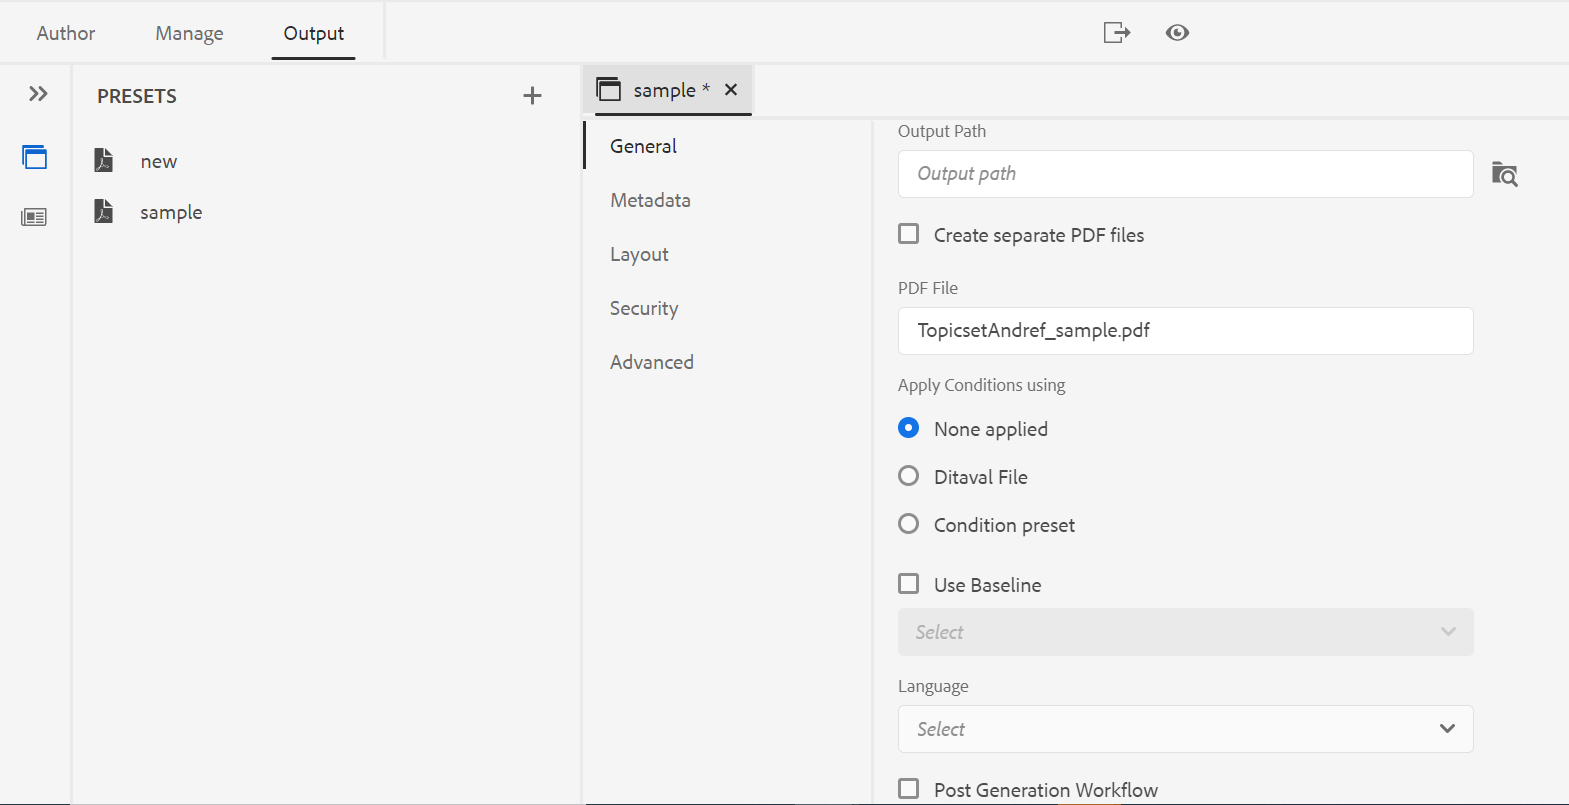 Author Manage Output
PRESETS
new
sample
sample *
General
Metadata
Layout
Security
Advanced
Output Path
Output path
Create separate PDF files
PDF File
TopicsetAndref_sample.pdf
Apply Conditions using
None applied
Ditaval File
Condition preset
Use Baseline
Select
Language
Select
Post Generation Workflow